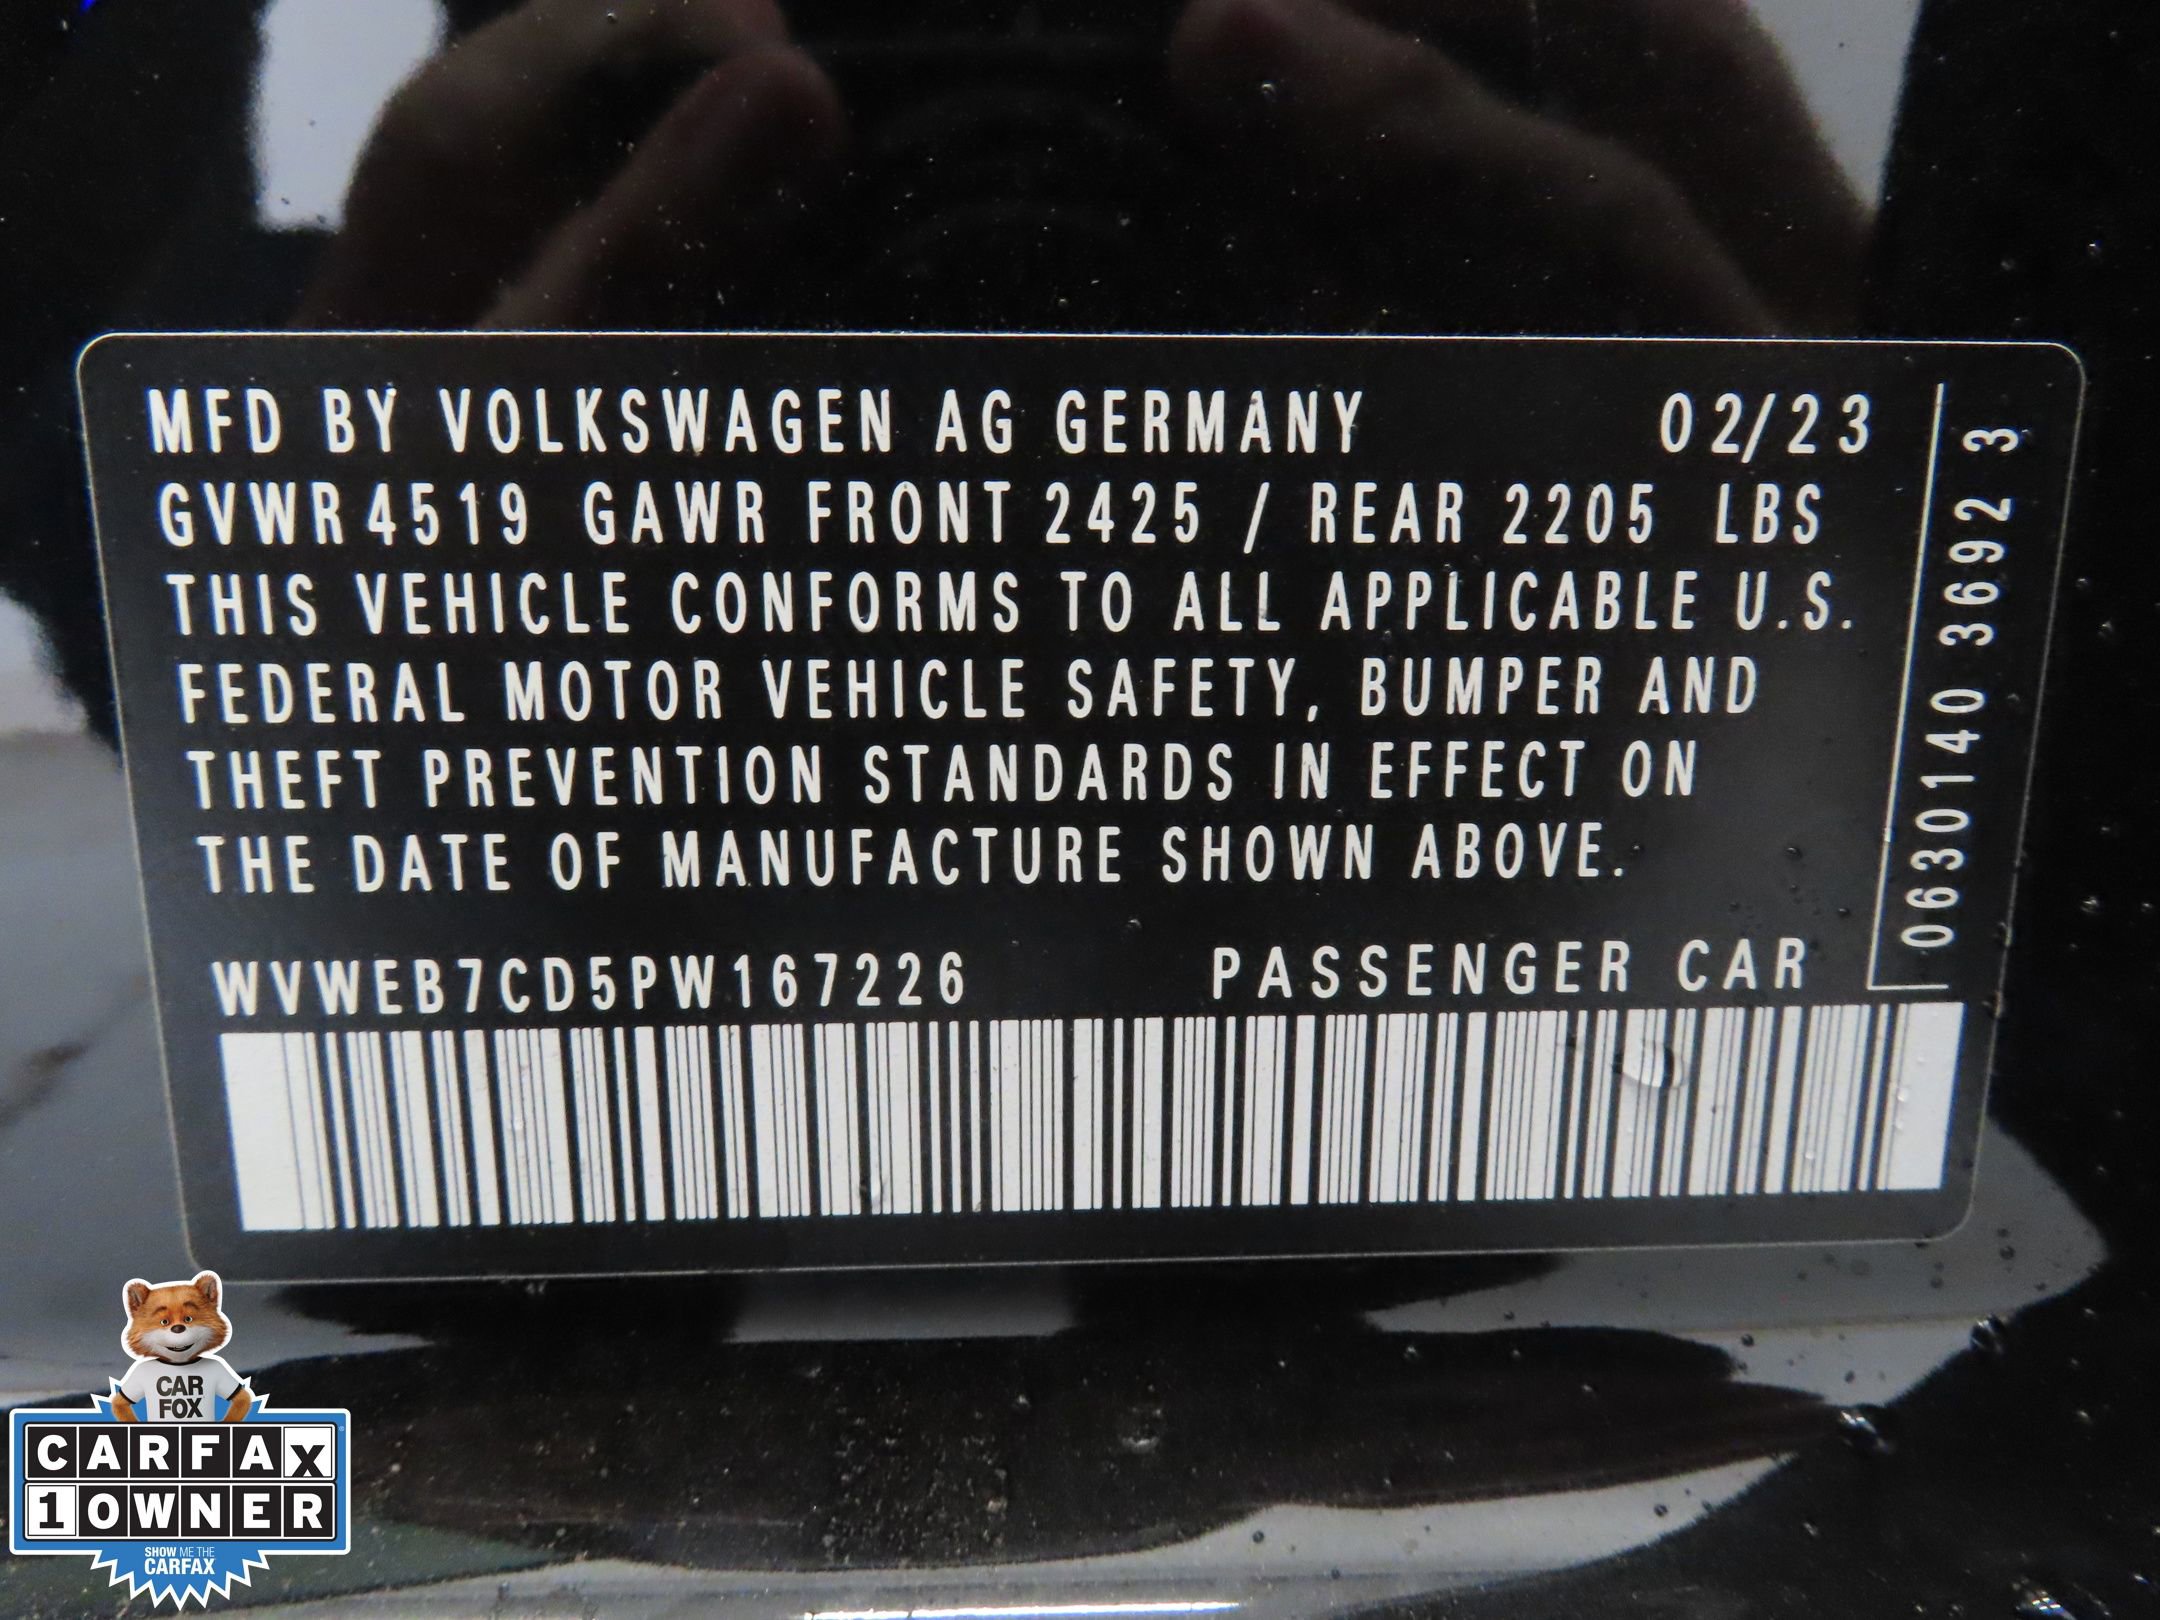 MFD BY VOLKSWAGEN AG GERMANY 02/23
GVWR 4519 GAWR FRONT 2425 / REAR 2205 LBS
THIS VEHICLE CONFORMS TO ALL APPLICABLE U.S.
FEDERAL MOTOR VEHICLE SAFETY, BUMPER AND
THEFT PREVENTION STANDARDS IN EFFECT ON
THE DATE OF MANUFACTURE SHOWN ABOVE.
WVWEB7CD5PW167226 PASSENGER CAR
0630140 3692 3
CAR
FOX
CARFAX
1 OWNER
SHOW ME THE
CARFAX